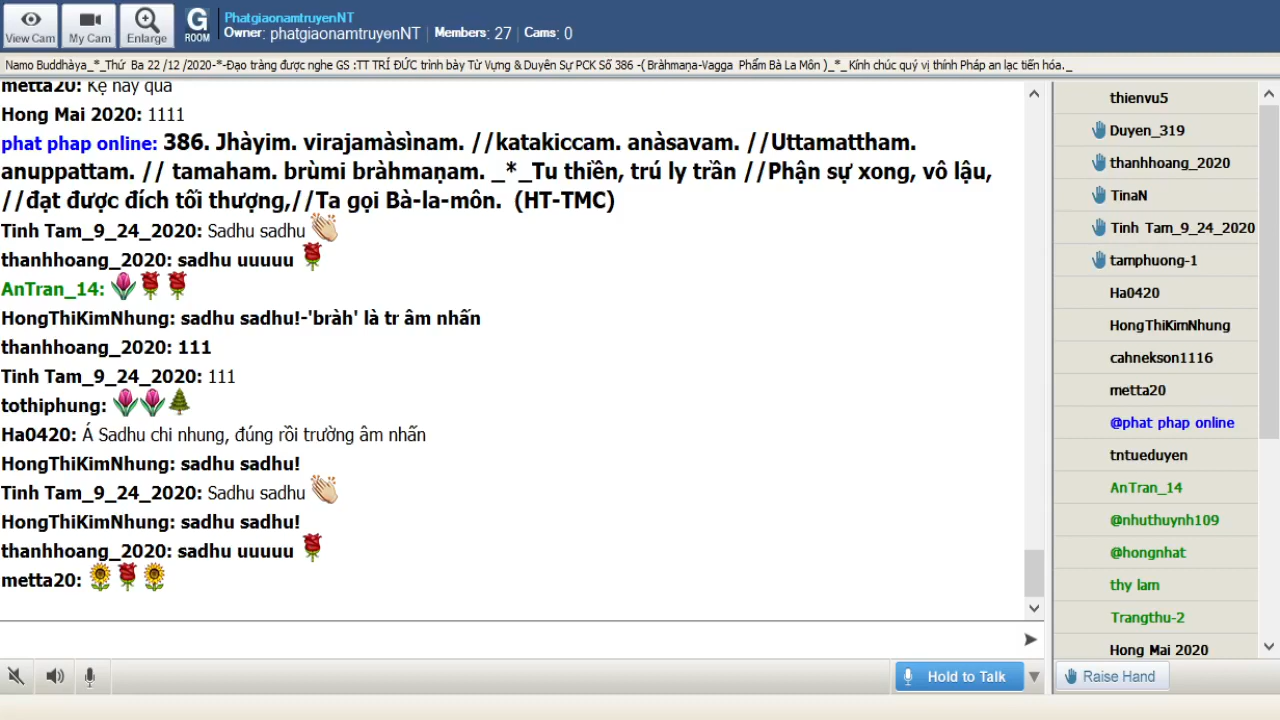 View Cam
My Cam
Enlarge
G
ROOM
PhatgiaonamtruyenNT
Owner: phatgiaonamtruyenNT Members: 27 Cams: 0
Namo Buddhàya_*_Thứ Ba 22 /12 /2020-*-Đạo tràng được nghe GS :TT TRÍ ĐỨC trình bày Từ Vựng & Duyên Sự PCK Số 386 -( Bràhmaṇa-Vagga Phẩm Bà La Môn )_*_ Kính chúc quý vị thính Pháp an lạc tiến hóa._
metta20: Kệ này quá
Hong Mai 2020: 1111
phat phap online: 386. Jhàyim. virajamàsìnam. //katakiccam. anàsavam. //Uttamattham.
anuppattam. // tamaham. brùmi bràhmaṇam. _*_Tu thiền, trú ly trần //Phận sự xong, vô lậu,
//đạt được đích tối thượng,//Ta gọi Bà-la-môn. (HT-TMC)
Tinh Tam_9_24_2020: Sadhu sadhu
thanhhoang_2020: sadhu uuuuu
AnTran_14:
HongThiKimNhung: sadhu sadhu!-'bràh' là tr âm nhấn
thanhhoang_2020: 111
Tinh Tam_9_24_2020: 111
tothiphung:
Ha0420: Á Sadhu chi nhung, đúng rồi trường âm nhấn
HongThiKimNhung: sadhu sadhu!
Tinh Tam_9_24_2020: Sadhu sadhu
HongThiKimNhung: sadhu sadhu!
thanhhoang_2020: sadhu uuuuu
metta20:
Hold to Talk
thienvu5
Duyen_319
thanhhoang_2020
TinaN
Tinh Tam_9_24_2020
tamphuong-1
Ha0420
HongThiKimNhung
cahnekson1116
metta20
@phat phap online
tntueduyen
AnTran_14
@nhuthuynh109
@hongnhat
thy lam
Trangthu-2
Hong Mai 2020
Raise Hand